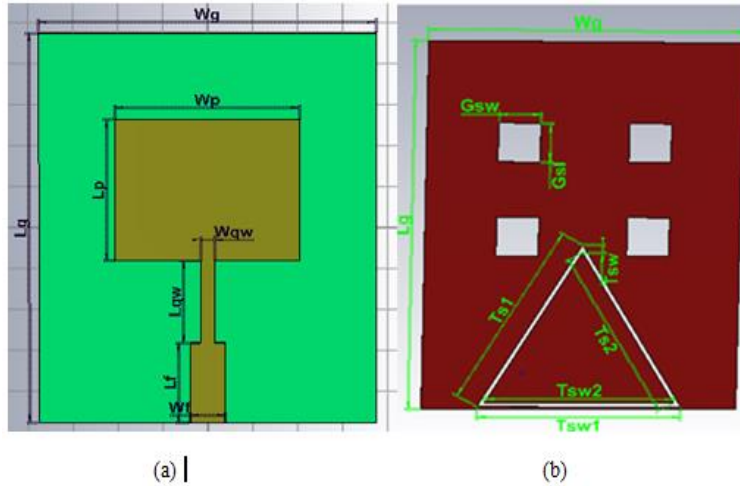 Wg
Wp
Lp
Lg
Wqw
Lqw
Lf
Wf
(a)
Wg
Gsw
Gsl
Lg
Tsw
Ts1
Ts2
Tsw2
Tsw1
(b)